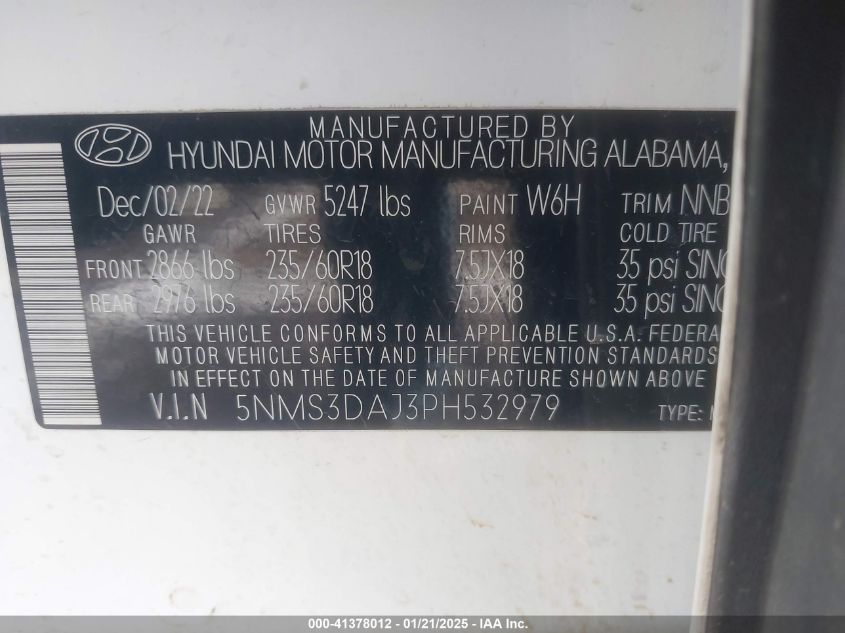 MANUFACTURED BY
HYUNDAI MOTOR MANUFACTURING ALABAMA,
Dec/02/22 GVWR 5247 lbs PAINT W6H TRIM NNB
GAWR TIRES RIMS COLD TIRE
FRONT 2866 lbs 235/60R18 7.5JX18 35 psi SING
REAR 2976 lbs 235/60R18 7.5JX18 35 psi SING
THIS VEHICLE CONFORMS TO ALL APPLICABLE U.S.A. FEDERA
MOTOR VEHICLE SAFETY AND THEFT PREVENTION STANDARDS
IN EFFECT ON THE DATE OF MANUFACTURE SHOWN ABOVE
V.I.N 5NMS3DAJ3PH532979 TYPE:
000-41378012 - 01/21/2025 - IAA Inc.